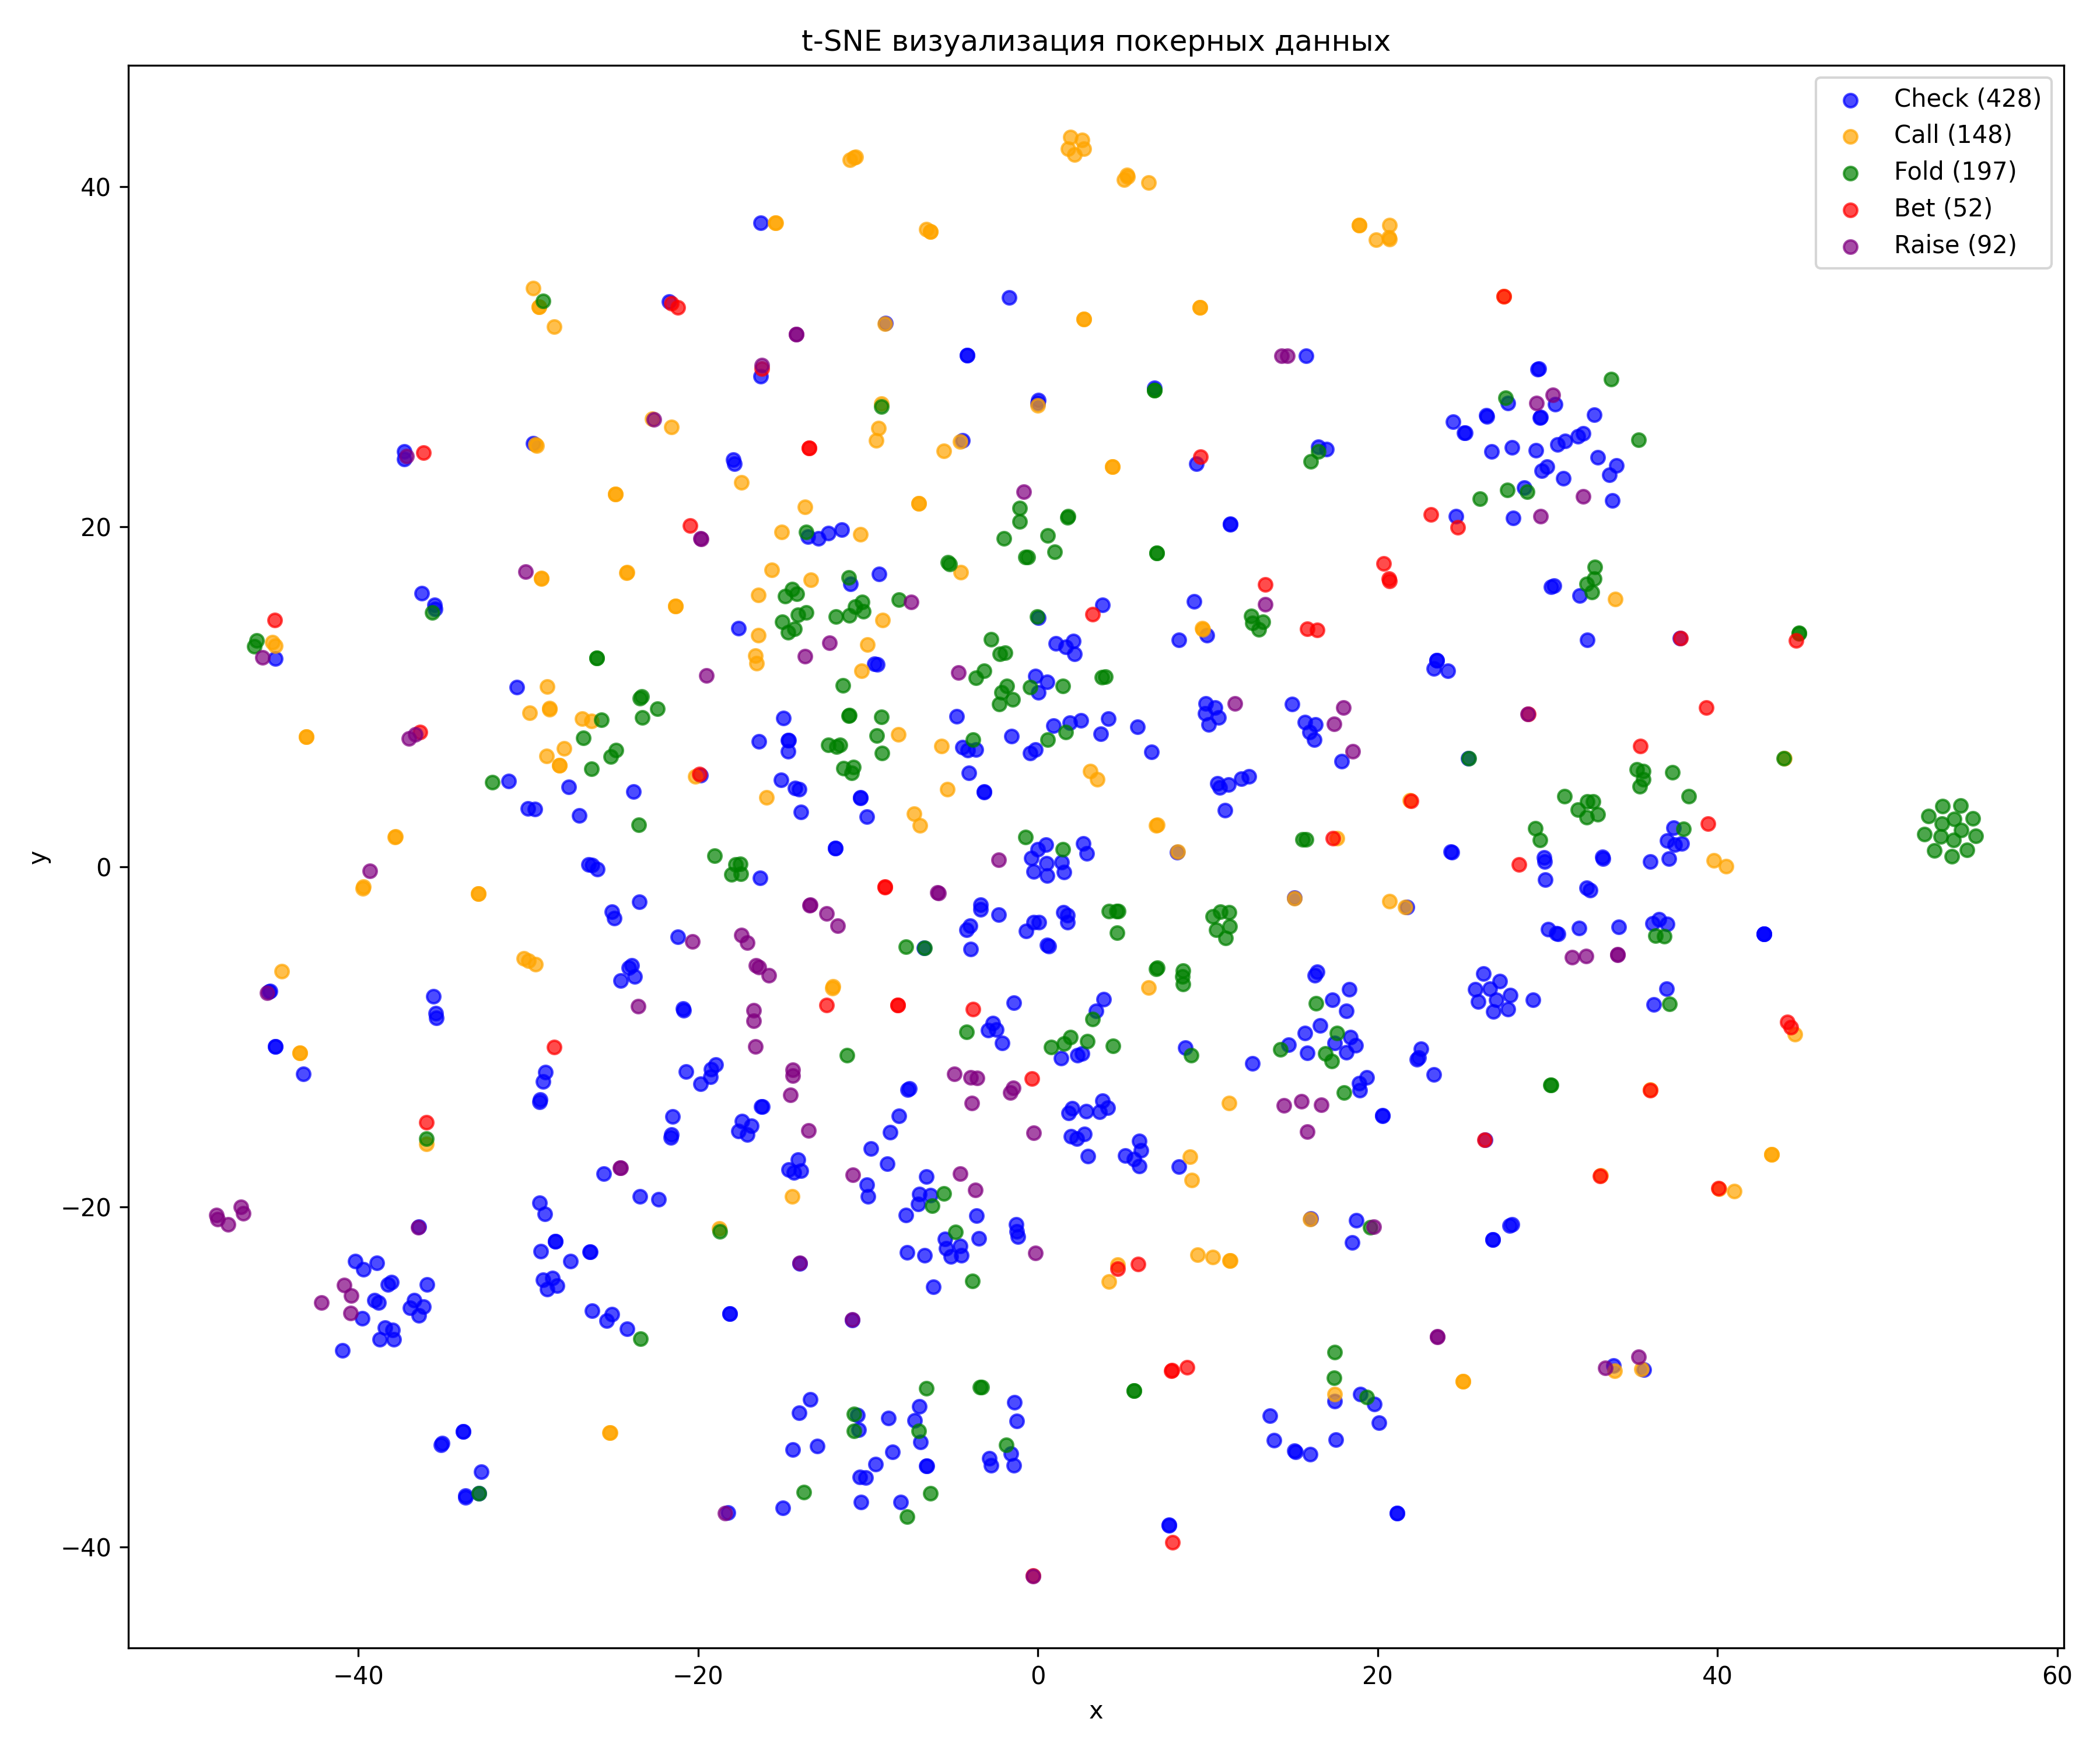 t-SNE визуализация покерных данных
Check (428)
Call (148)
Fold (197)
Bet (52)
Raise (92)
40
20
0
−20
−40
y
−40
−20
0
20
40
60
x